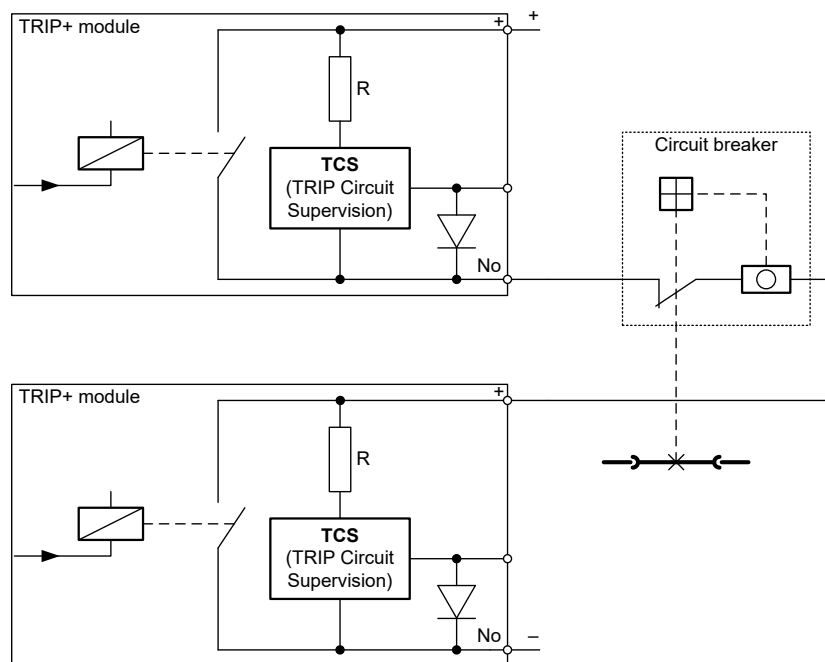 TRIP+ module
+ +
R
TCS
(TRIP Circuit
Supervision)
No
Circuit breaker
TRIP+ module
+
R
TCS
(TRIP Circuit
Supervision)
No –